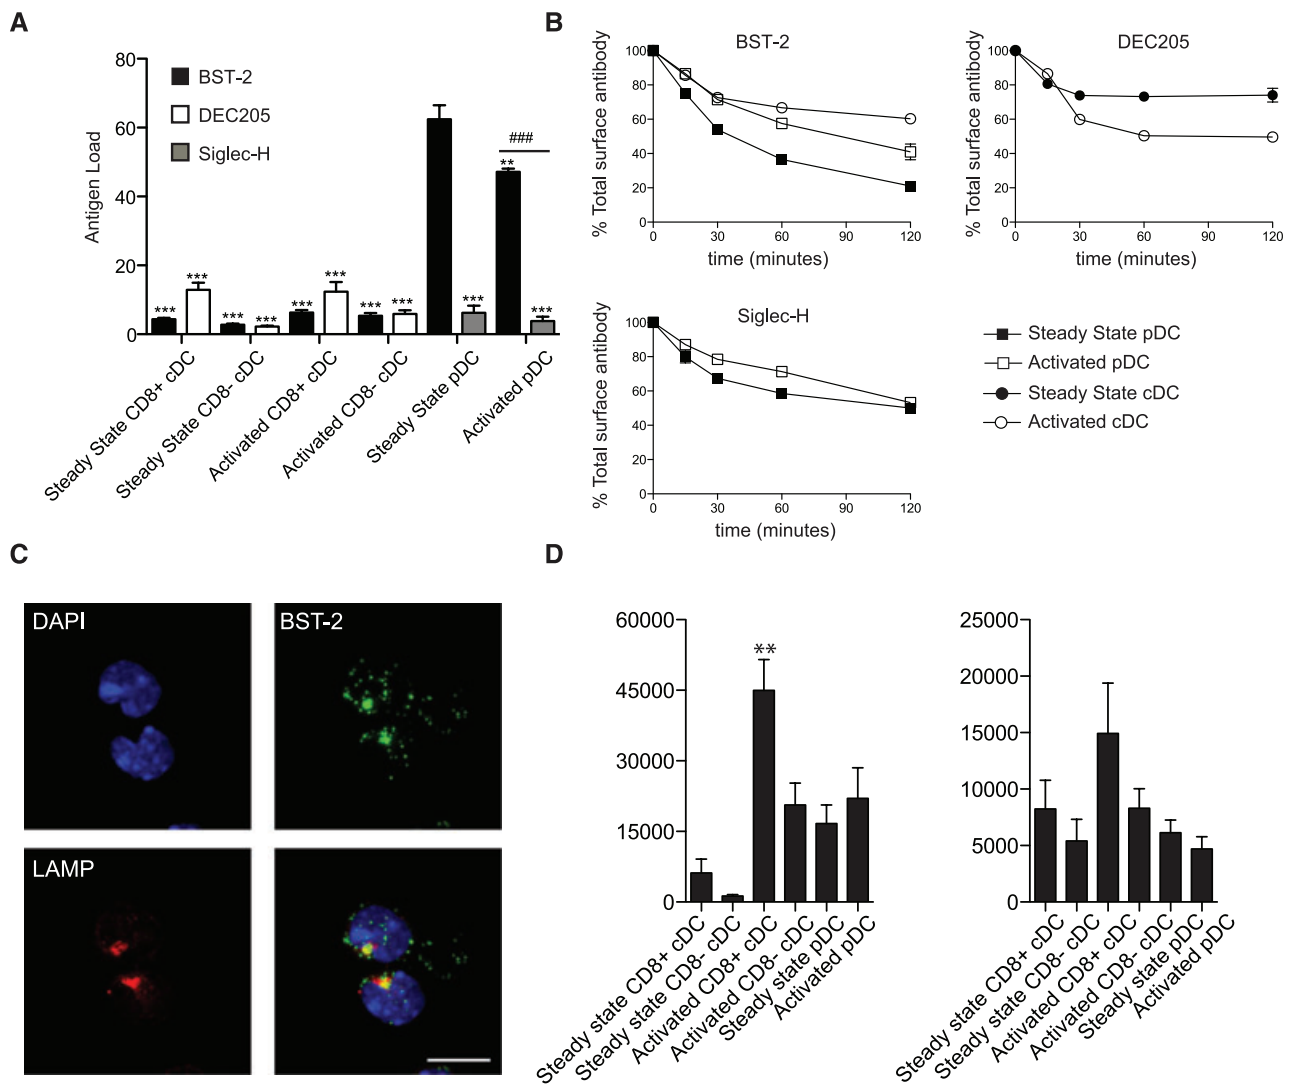 A
80
60
40
20
0
Antigen Load
BST-2
DEC205
Siglec-H
***
***
***
***
***
***
***
***
***
**
***
###
Steady State CD8+ cDC
Steady State CD8- cDC
Activated CD8+ cDC
Activated CD8- cDC
Steady State pDC
Activated pDC
B
BST-2
% Total surface antibody
100
80
60
40
20
0
0 30 60 90 120
time (minutes)
DEC205
% Total surface antibody
100
80
60
40
20
0
0 30 60 90 120
time (minutes)
Siglec-H
% Total surface antibody
100
80
60
40
20
0
0 30 60 90 120
time (minutes)
Steady State pDC
Activated pDC
Steady State cDC
Activated cDC
C
DAPI
BST-2
LAMP
D
60000
45000
30000
15000
0
**
Steady state CD8+ cDC
Steady state CD8- cDC
Activated CD8+ cDC
Activated CD8- cDC
Steady state pDC
Activated pDC
25000
20000
15000
10000
5000
0
Steady state CD8+ cDC
Steady state CD8- cDC
Activated CD8+ cDC
Activated CD8- cDC
Steady state pDC
Activated pDC